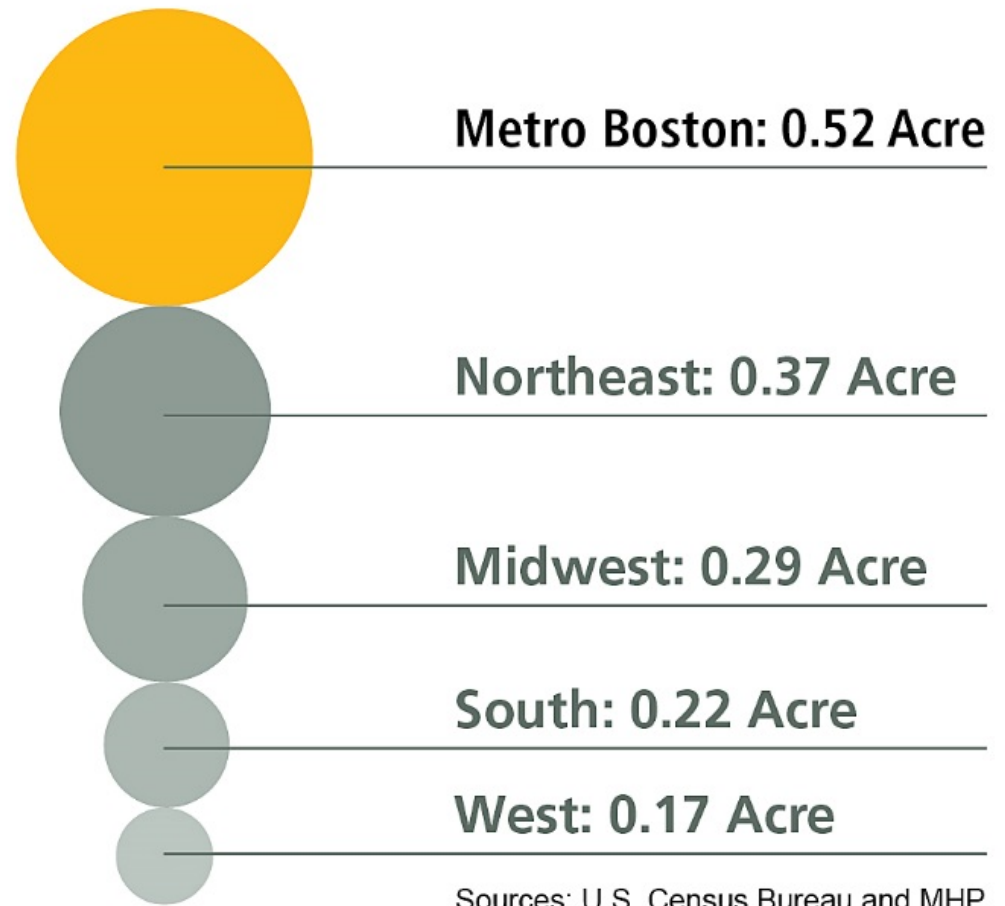 Metro Boston: 0.52 Acre
Northeast: 0.37 Acre
Midwest: 0.29 Acre
South: 0.22 Acre
West: 0.17 Acre
Sources: U.S. Census Bureau and MHP